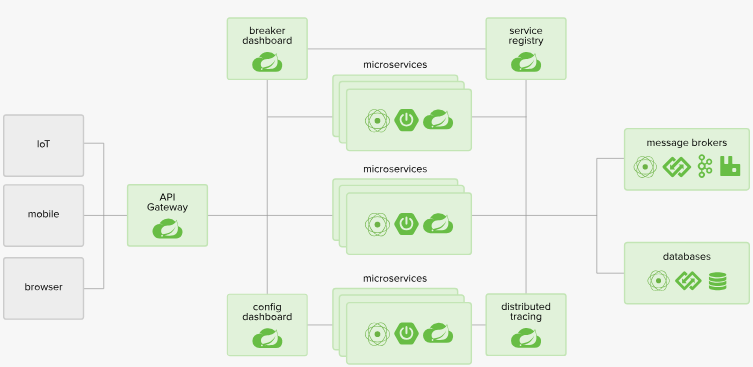 breaker
dashboard
service
registry
microservices
IoT
message brokers
microservices
API
Gateway
mobile
databases
microservices
browser
config
dashboard
distributed
tracing